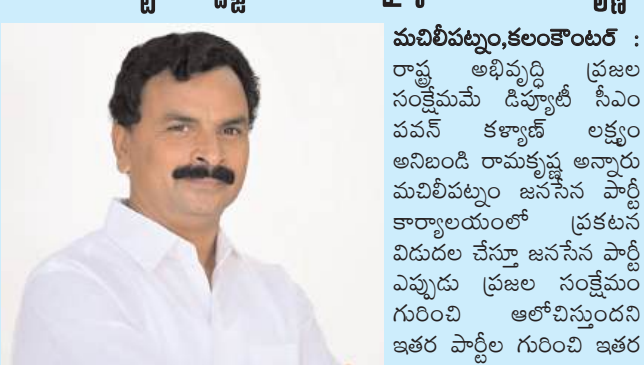 మచిలీపట్నం,కలంకౌంటర్ :
రాష్ట్ర అభివృద్ధి ప్రజల
సంక్షేమమే డిప్యూటీ సీఎం
పవన్ కళ్యాణ్ లక్ష్యం
అనిబండి రామకృష్ణ అన్నారు
మచిలీపట్నం జనసేన పార్టీ
కార్యాలయంలో ప్రకటన
విడుదల చేస్తూ జనసేన పార్టీ
ఎప్పుడు ప్రజల సంక్షేమం
గురించి ఆలోచిస్తుందని
ఇతర పార్టీల గురించి ఇతర